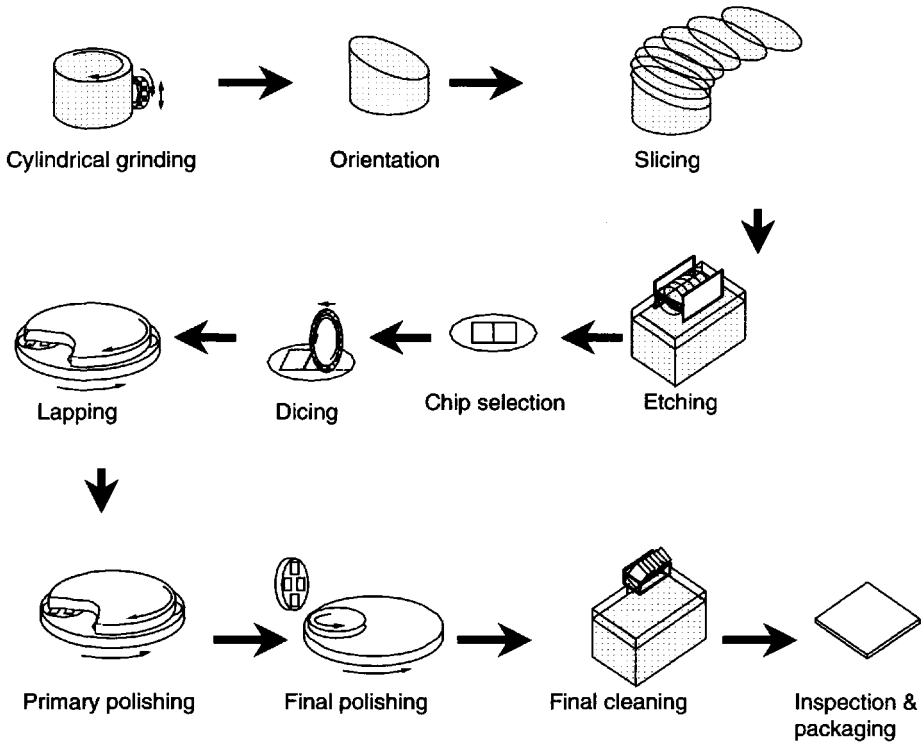 Cylindrical grinding
Orientation
Slicing
Lapping
Dicing
Chip selection
Etching
Primary polishing
Final polishing
Final cleaning
Inspection &
packaging